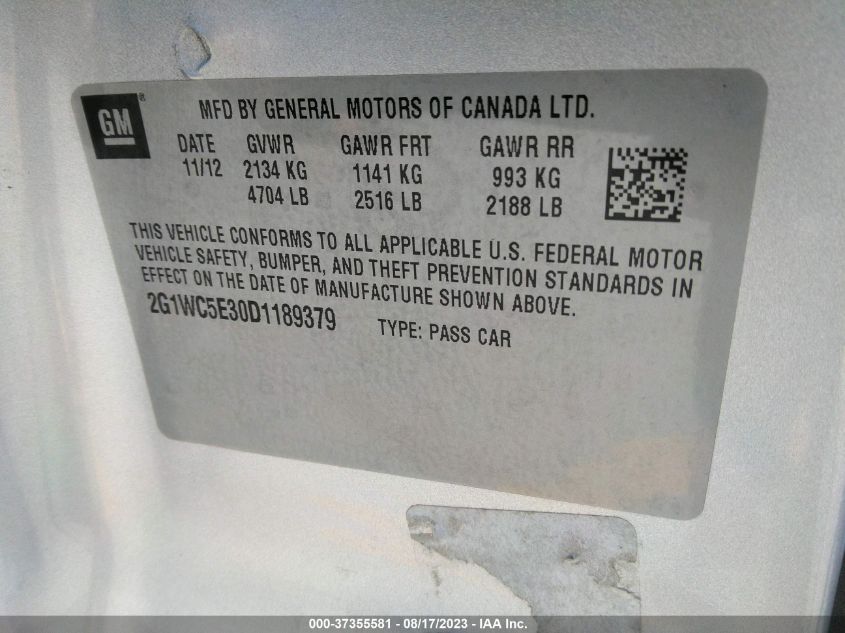 GM®
MFD BY GENERAL MOTORS OF CANADA LTD.
DATE GVWR GAWR FRT GAWR RR
11/12 2134 KG 1141 KG 993 KG
4704 LB 2516 LB 2188 LB
THIS VEHICLE CONFORMS TO ALL APPLICABLE U.S. FEDERAL MOTOR
VEHICLE SAFETY, BUMPER, AND THEFT PREVENTION STANDARDS IN
EFFECT ON THE DATE OF MANUFACTURE SHOWN ABOVE.
2G1WC5E30D1189379 TYPE: PASS CAR
000-37355581 - 08/17/2023 - IAA Inc.